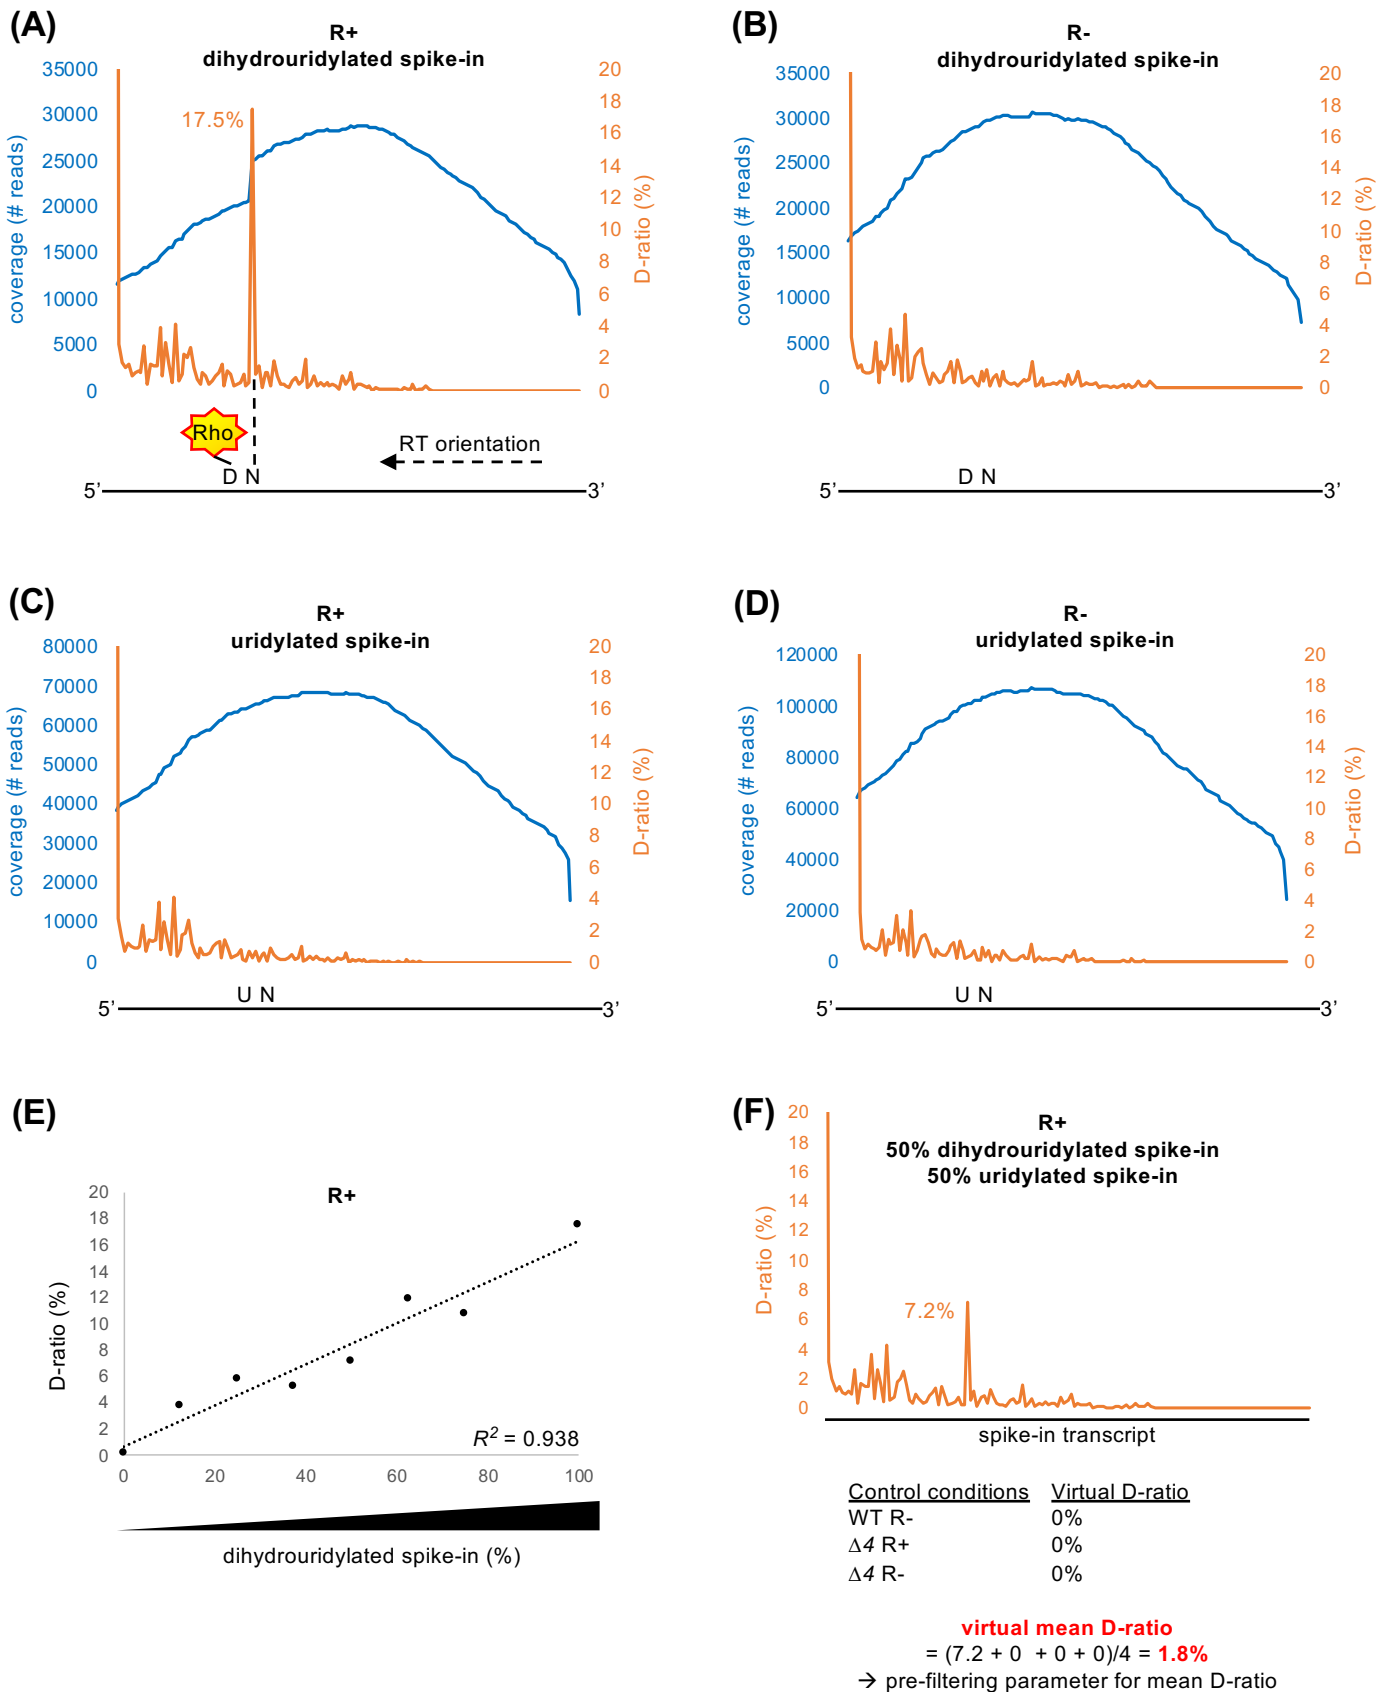 (A)
R+
dihydrouridylated spike-in
35000
30000
25000
20000
15000
10000
5000
0
coverage (# reads)
20
18
16
14
12
10
8
6
4
2
0
D-ratio (%)
17.5%
Rho
RT orientation
D N
5’
3’
(B)
R-
dihydrouridylated spike-in
35000
30000
25000
20000
15000
10000
5000
0
coverage (# reads)
20
18
16
14
12
10
8
6
4
2
0
D-ratio (%)
D N
5’
3’
(C)
R+
uridylated spike-in
80000
70000
60000
50000
40000
30000
20000
10000
0
coverage (# reads)
20
18
16
14
12
10
8
6
4
2
0
D-ratio (%)
U N
5’
3’
(D)
R-
uridylated spike-in
120000
100000
80000
60000
40000
20000
0
coverage (# reads)
20
18
16
14
12
10
8
6
4
2
0
D-ratio (%)
U N
5’
3’
(E)
R+
20
18
16
14
12
10
8
6
4
2
0
D-ratio (%)
R² = 0.938
0 20 40 60 80 100
dihydrouridylated spike-in (%)
(F)
R+
50% dihydrouridylated spike-in
50% uridylated spike-in
20
18
16
14
12
10
8
6
4
2
0
D-ratio (%)
7.2%
spike-in transcript
Control conditions Virtual D-ratio
WT R- 0%
Δ4 R+ 0%
Δ4 R- 0%
virtual mean D-ratio
= (7.2 + 0 + 0 + 0)/4 = 1.8%
→ pre-filtering parameter for mean D-ratio